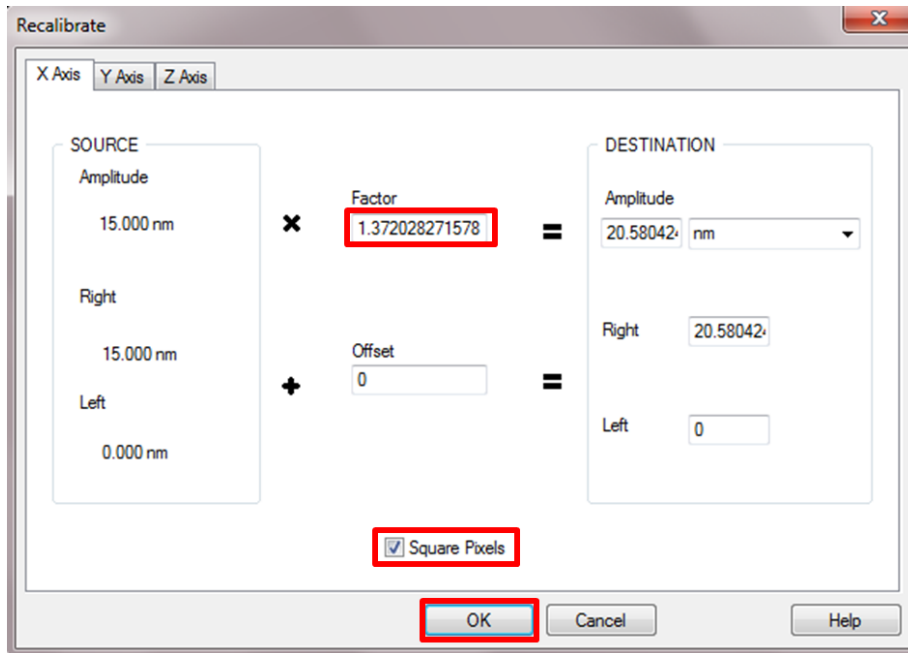 Recalibrate
X Axis Y Axis Z Axis
SOURCE
Amplitude
15.000 nm
Right
15.000 nm
Left
0.000 nm
Factor
1.372028271578
Offset
0
DESTINATION
Amplitude
20.58042 nm
Right
20.58042
Left
0
Square Pixels
OK Cancel Help